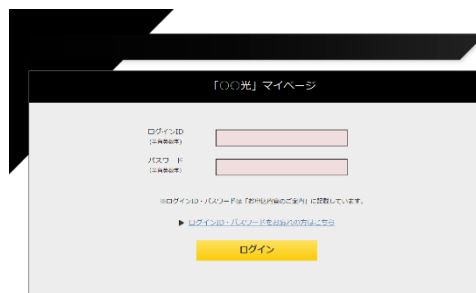 「○○光」マイページ
ログインID
(半角英数字)
パスワード
(半角英数字)
※ログインID・パスワードは「お申込内容のご案内」に記載しています。
▶ ログインID・パスワードをお忘れの方はこちら
ログイン